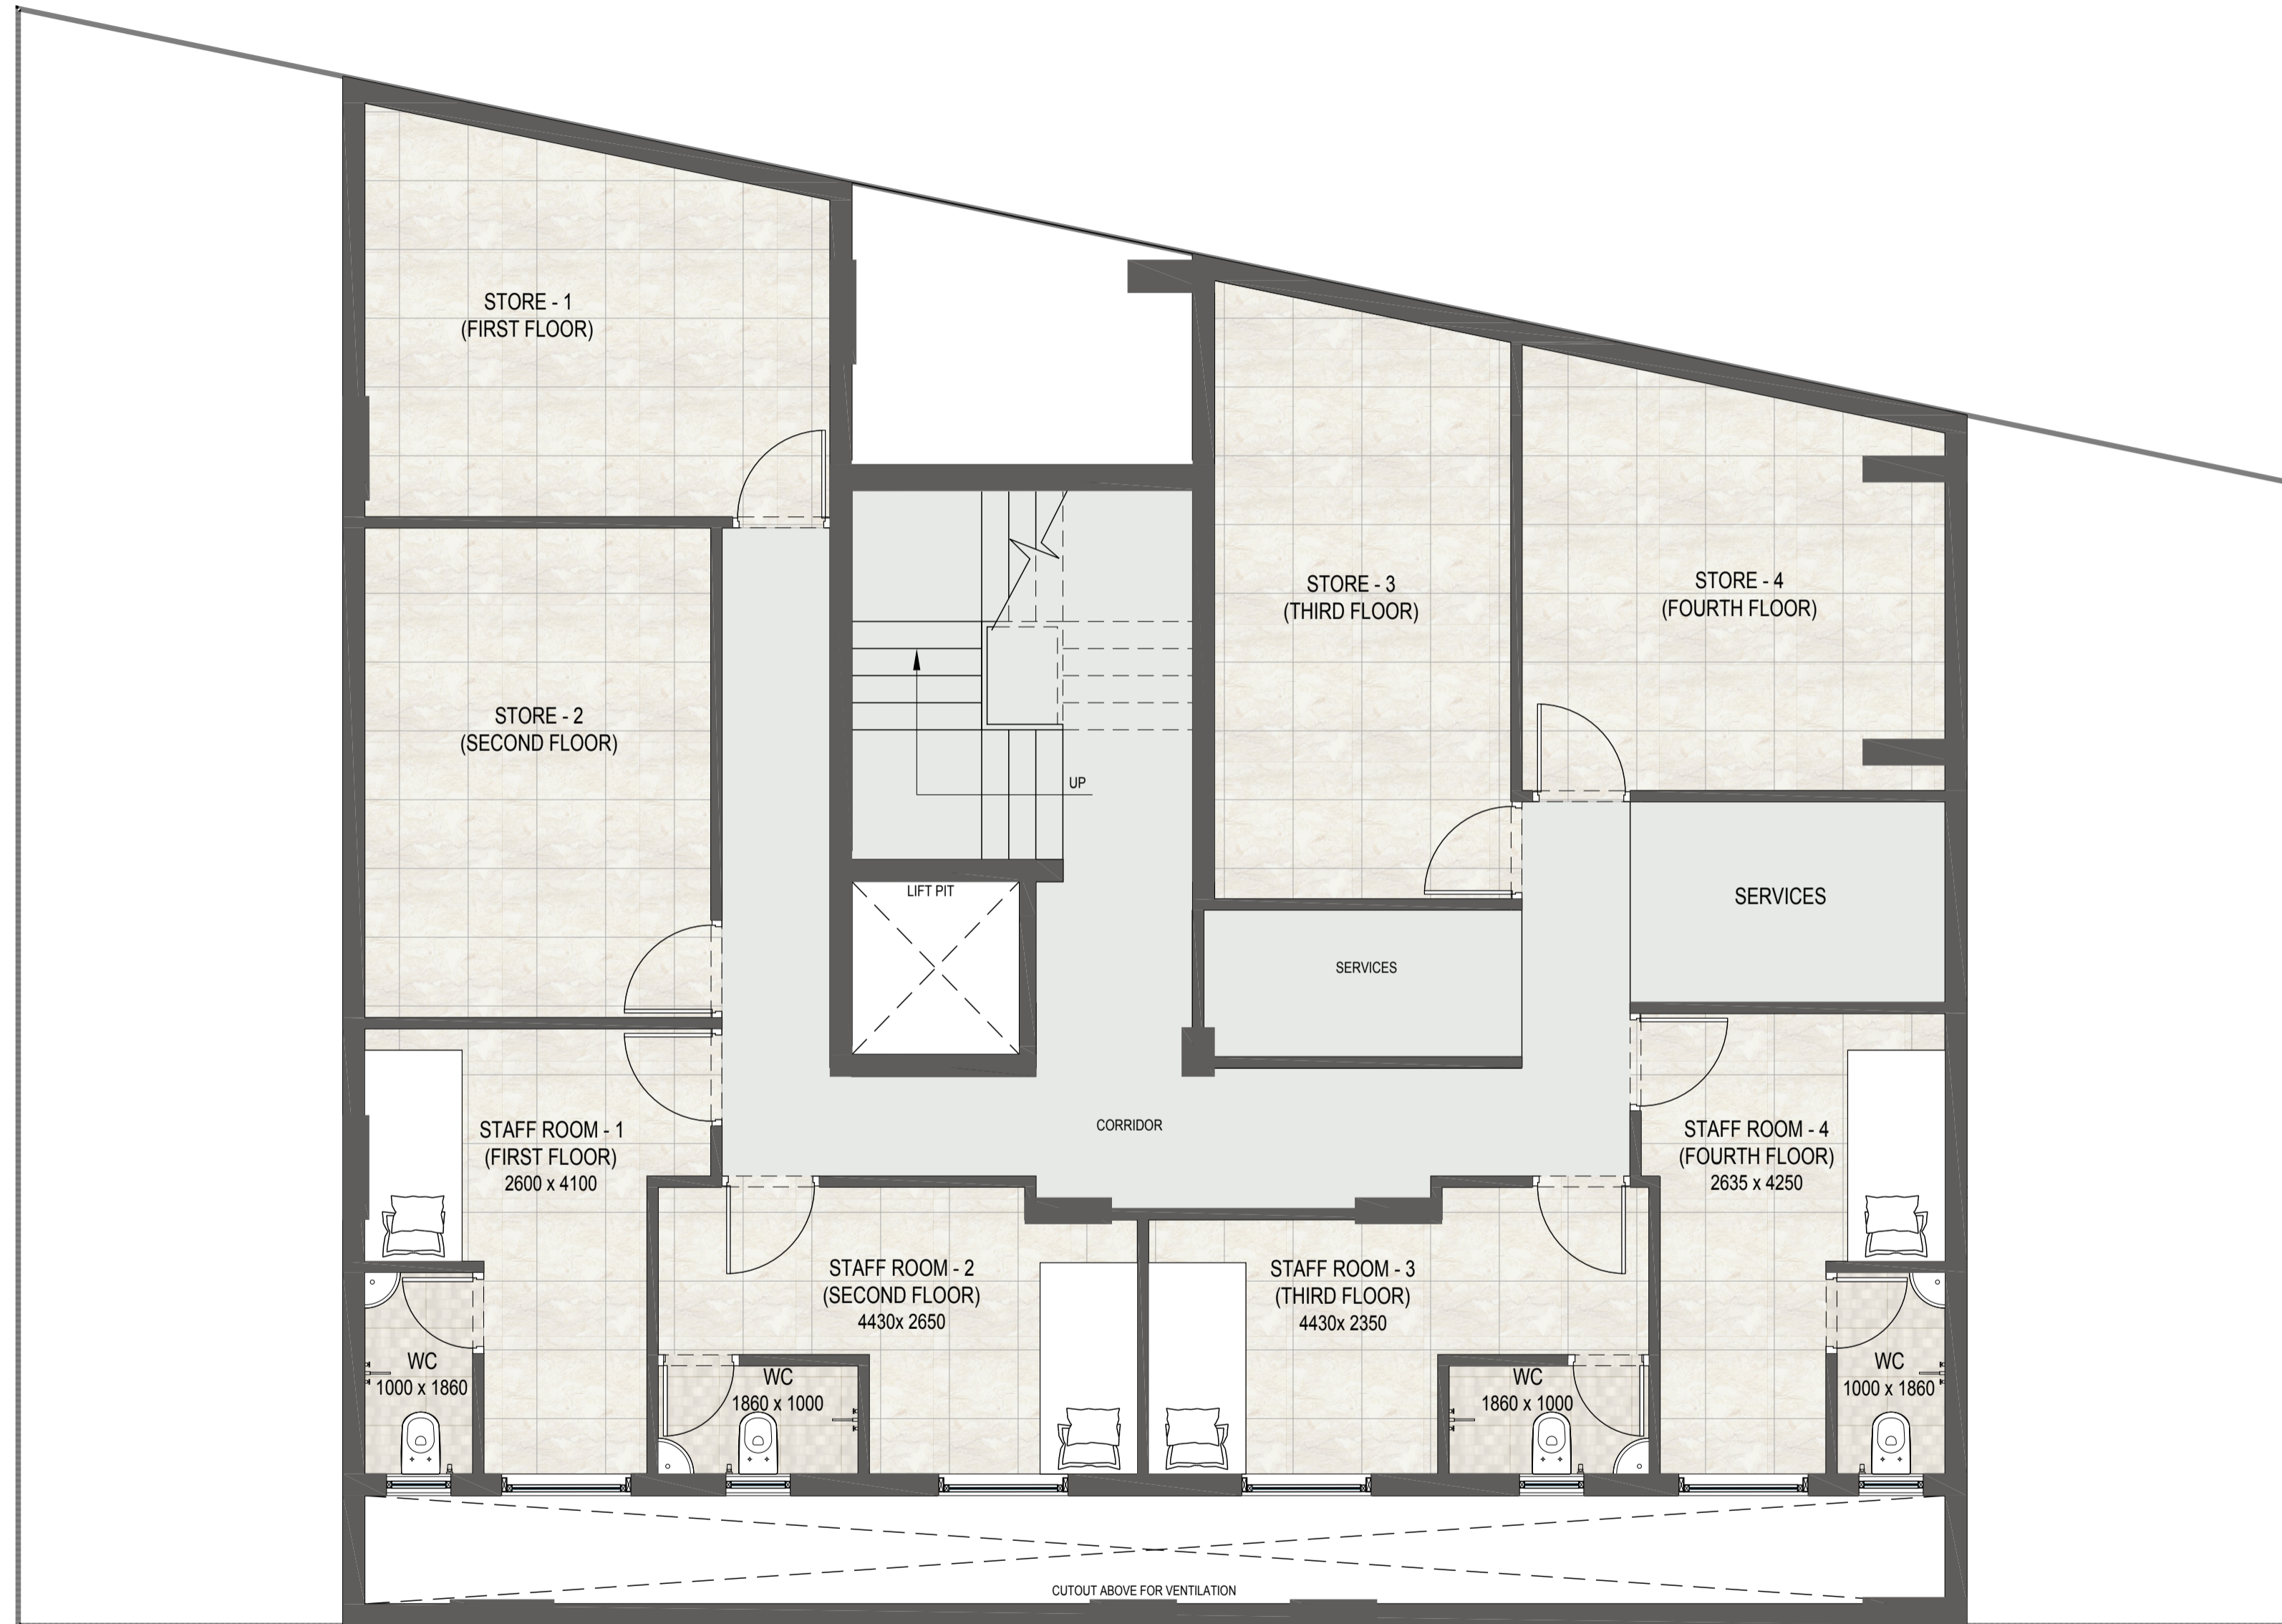 STORE - 1
(FIRST FLOOR)
STORE - 3
(THIRD FLOOR)
STORE - 4
(FOURTH FLOOR)
STORE - 2
(SECOND FLOOR)
UP
LIFT PIT
SERVICES
SERVICES
CORRIDOR
STAFF ROOM - 1
(FIRST FLOOR)
2600 x 4100
STAFF ROOM - 4
(FOURTH FLOOR)
2635 x 4250
STAFF ROOM - 2
(SECOND FLOOR)
4430x 2650
STAFF ROOM - 3
(THIRD FLOOR)
4430x 2350
WC
1000 x 1860
WC
1860 x 1000
WC
1860 x 1000
WC
1000 x 1860
CUTOUT ABOVE FOR VENTILATION